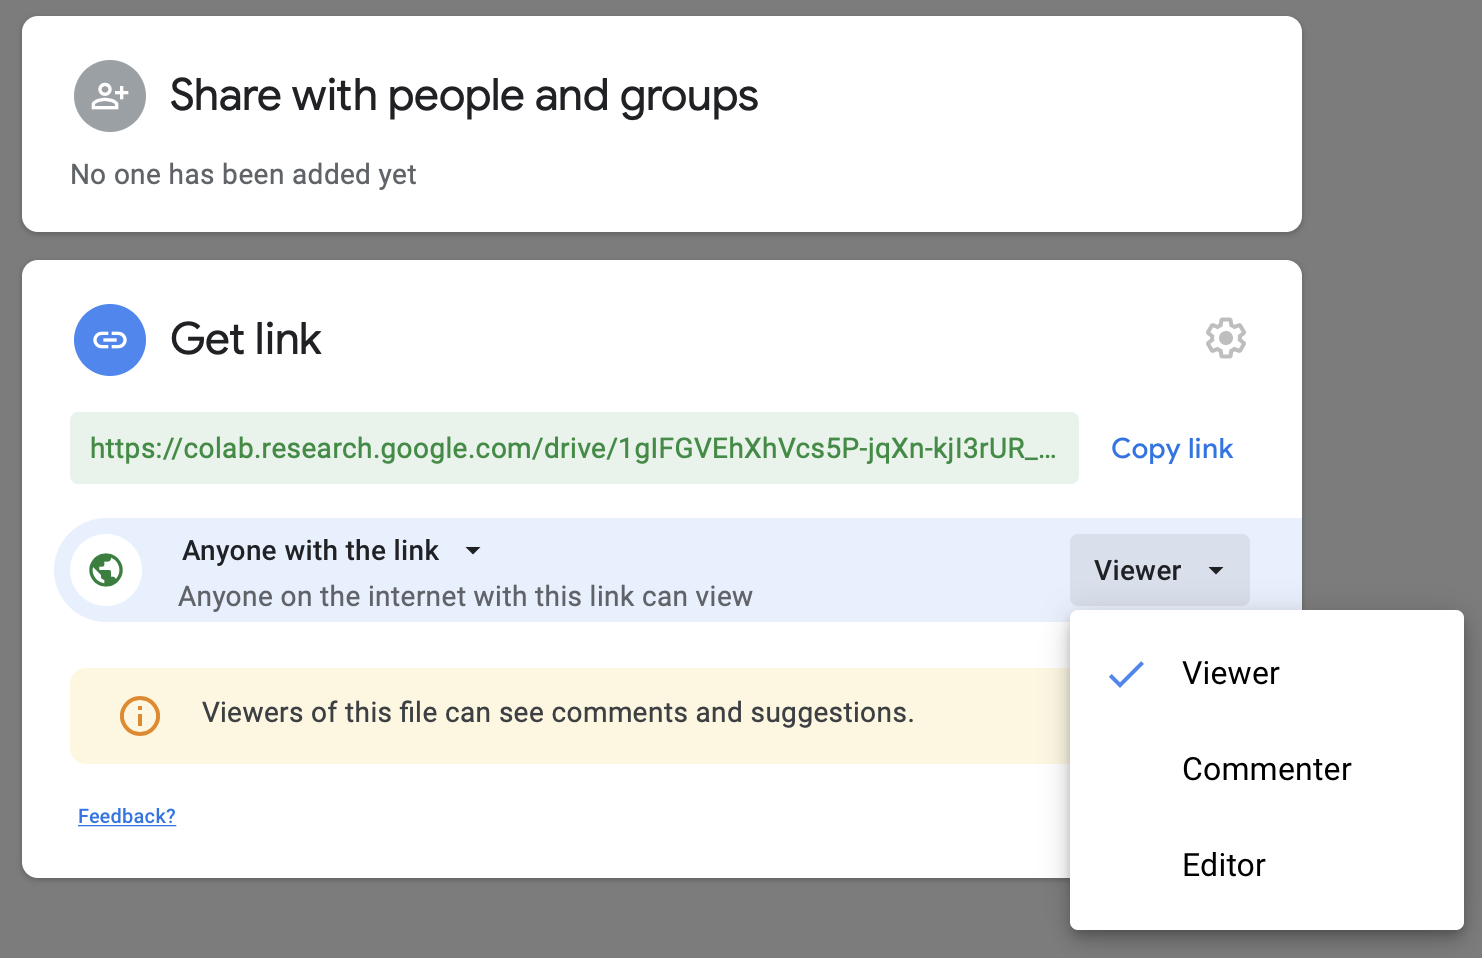 Share with people and groups
No one has been added yet
Get link
https://colab.research.google.com/drive/1gIFGVEhXhVcs5P-jqXn-kjI3rUR_...
Copy link
Anyone with the link
Anyone on the internet with this link can view
Viewer
Viewers of this file can see comments and suggestions.
Feedback?
Viewer
Commenter
Editor